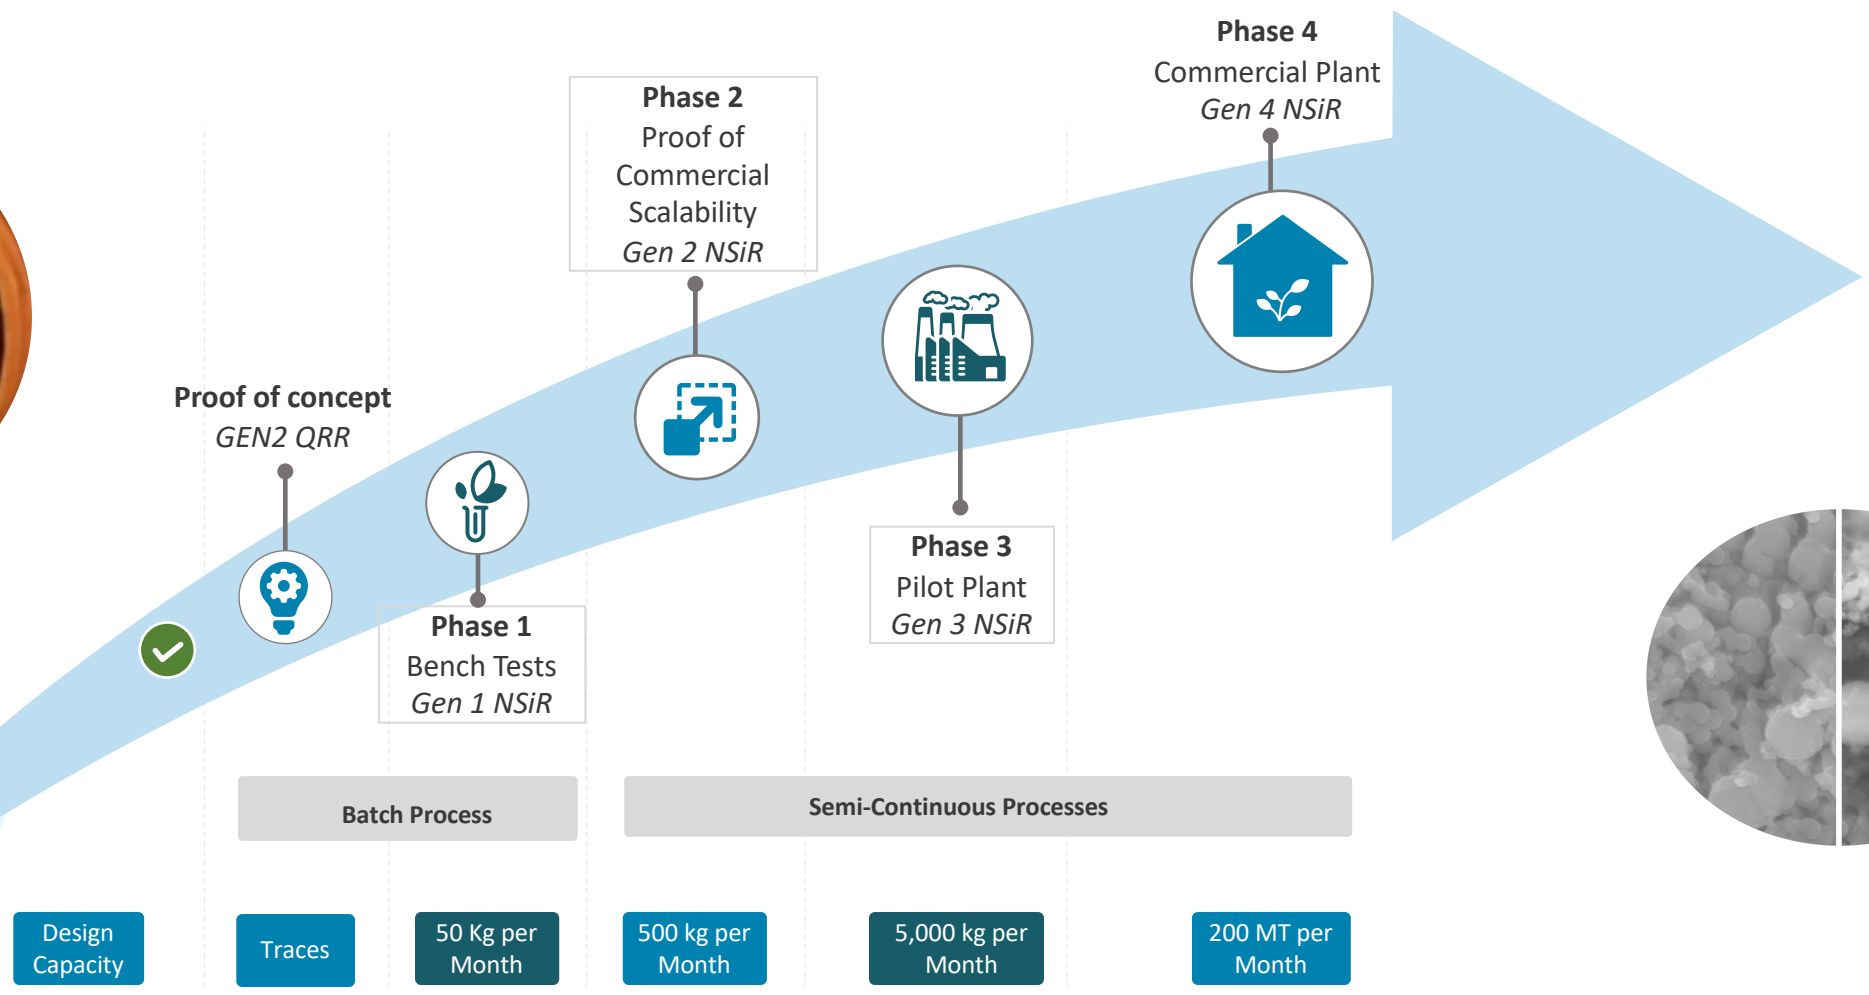 Phase 4
Commercial Plant
Gen 4 NSiR
Phase 2
Proof of
Commercial
Scalability
Gen 2 NSiR
Proof of concept
GEN2 QRR
Phase 1
Bench Tests
Gen 1 NSiR
Phase 3
Pilot Plant
Gen 3 NSiR
Batch Process
Semi-Continuous Processes
Design
Capacity
Traces
50 Kg per
Month
500 kg per
Month
5,000 kg per
Month
200 MT per
Month